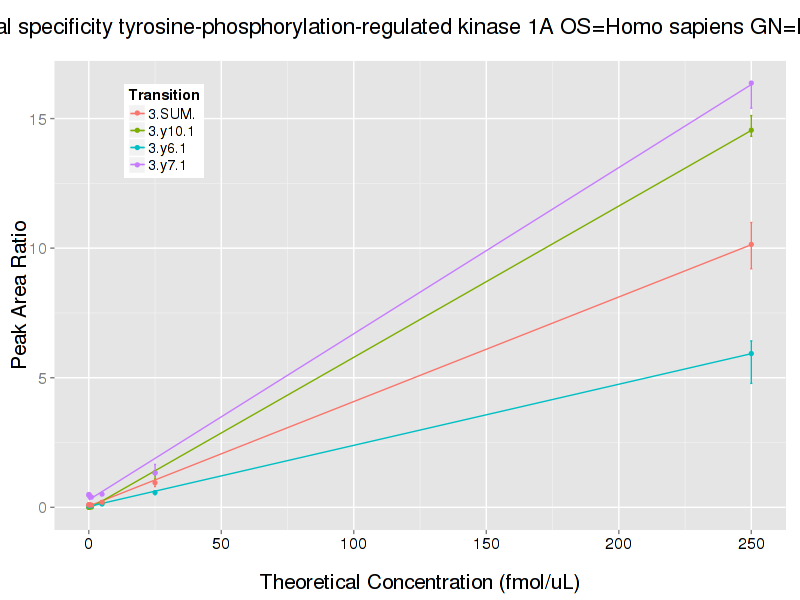 specificity tyrosine-phosphorylation-regulated kinase 1A OS=Homo sapiens
Transition
3.SUM.
3.y10.1
3.y6.1
3.y7.1
15
10
5
0
Peak Area Ratio
0
50
100
150
200
250
Theoretical Concentration (fmol/uL)